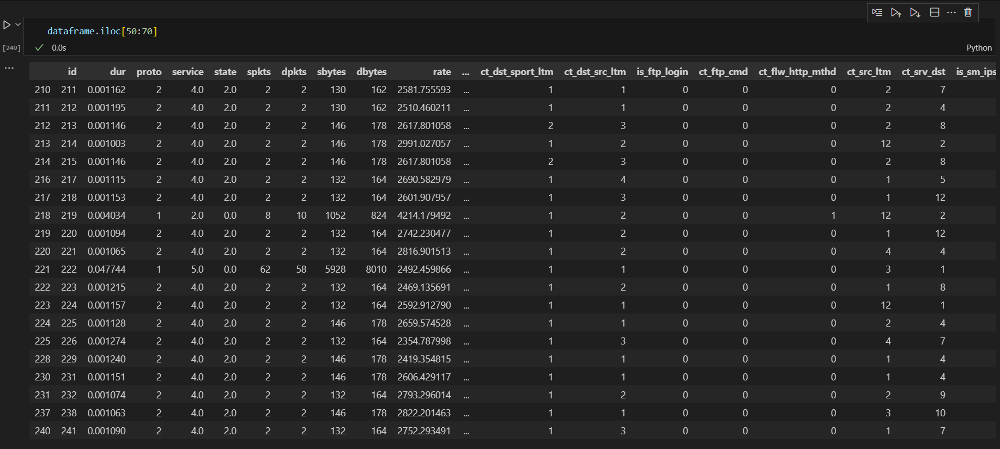 dataframe.iloc[50:70]
[249] 0.0s Python
... id dur proto service state spkts dpkts sbytes dbytes rate ... ct_dst_sport_ltm ct_dst_src_ltm is_ftp_login ct_ftp_cmd ct_flw_http_mthd ct_src_ltm ct_srv_dst is_sm_ips
210 211 0.001162 2 4.0 2.0 2 2 130 162 2581.755593 ... 1 1 0 0 0 2 7
211 212 0.001195 2 4.0 2.0 2 2 130 162 2510.460211 ... 1 1 0 0 0 2 4
212 213 0.001146 2 4.0 2.0 2 2 146 178 2617.801058 ... 2 3 0 0 0 2 8
213 214 0.001003 2 4.0 2.0 2 2 146 178 2991.027057 ... 1 2 0 0 0 12 2
214 215 0.001146 2 4.0 2.0 2 2 146 178 2617.801058 ... 2 3 0 0 0 2 8
216 217 0.001115 2 4.0 2.0 2 2 132 164 2690.582979 ... 1 4 0 0 0 1 5
217 218 0.001153 2 4.0 2.0 2 2 132 164 2601.907957 ... 1 3 0 0 0 1 12
218 219 0.004034 1 2.0 0.0 8 10 1052 824 4214.179492 ... 1 2 0 0 1 12 2
219 220 0.001094 2 4.0 2.0 2 2 132 164 2742.230477 ... 1 2 0 0 0 1 12
220 221 0.001065 2 4.0 2.0 2 2 132 164 2816.901513 ... 1 2 0 0 0 4 4
221 222 0.047744 1 5.0 0.0 62 58 5928 8010 2492.459866 ... 1 1 0 0 0 3 1
222 223 0.001215 2 4.0 2.0 2 2 132 164 2469.135691 ... 1 2 0 0 0 1 8
223 224 0.001157 2 4.0 2.0 2 2 132 164 2592.912790 ... 1 1 0 0 0 12 1
224 225 0.001128 2 4.0 2.0 2 2 146 178 2659.574528 ... 1 1 0 0 0 2 4
225 226 0.001274 2 4.0 2.0 2 2 132 164 2354.787998 ... 1 3 0 0 0 4 7
228 229 0.001240 2 4.0 2.0 2 2 146 178 2419.354815 ... 1 1 0 0 0 1 4
230 231 0.001151 2 4.0 2.0 2 2 146 178 2606.429117 ... 1 1 0 0 0 1 4
231 232 0.001074 2 4.0 2.0 2 2 132 164 2793.296014 ... 1 2 0 0 0 2 9
237 238 0.001063 2 4.0 2.0 2 2 146 178 2822.201463 ... 1 1 0 0 0 3 10
240 241 0.001090 2 4.0 2.0 2 2 132 164 2752.293491 ... 1 3 0 0 0 1 7